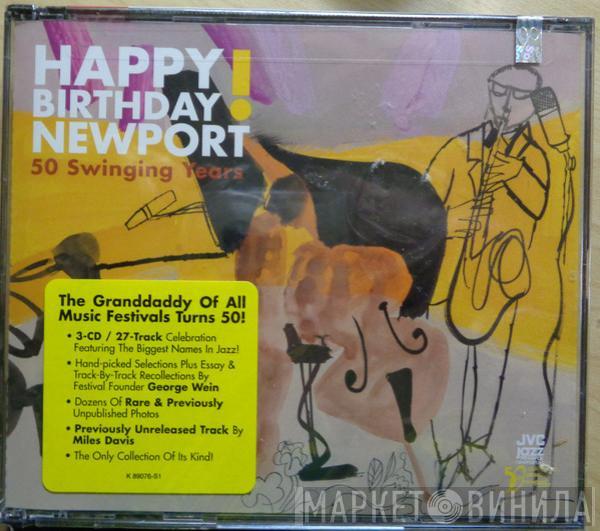 HAPPY!
BIRTHDAY
NEWPORT
50 Swinging Years
The Granddaddy Of All
Music Festivals Turns 50!
• 3-CD / 27-Track Celebration
Featuring The Biggest Names In Jazz!
• Hand-picked Selections Plus Essay &
Track-By-Track Recollections By
Festival Founder George Wein
• Dozens Of Rare & Previously
Unpublished Photos
• Previously Unreleased Track By
Miles Davis
• The Only Collection Of Its Kind!
K 89076-S1
JVC
jazz
50
МАРКЕТ ВИНИЛА